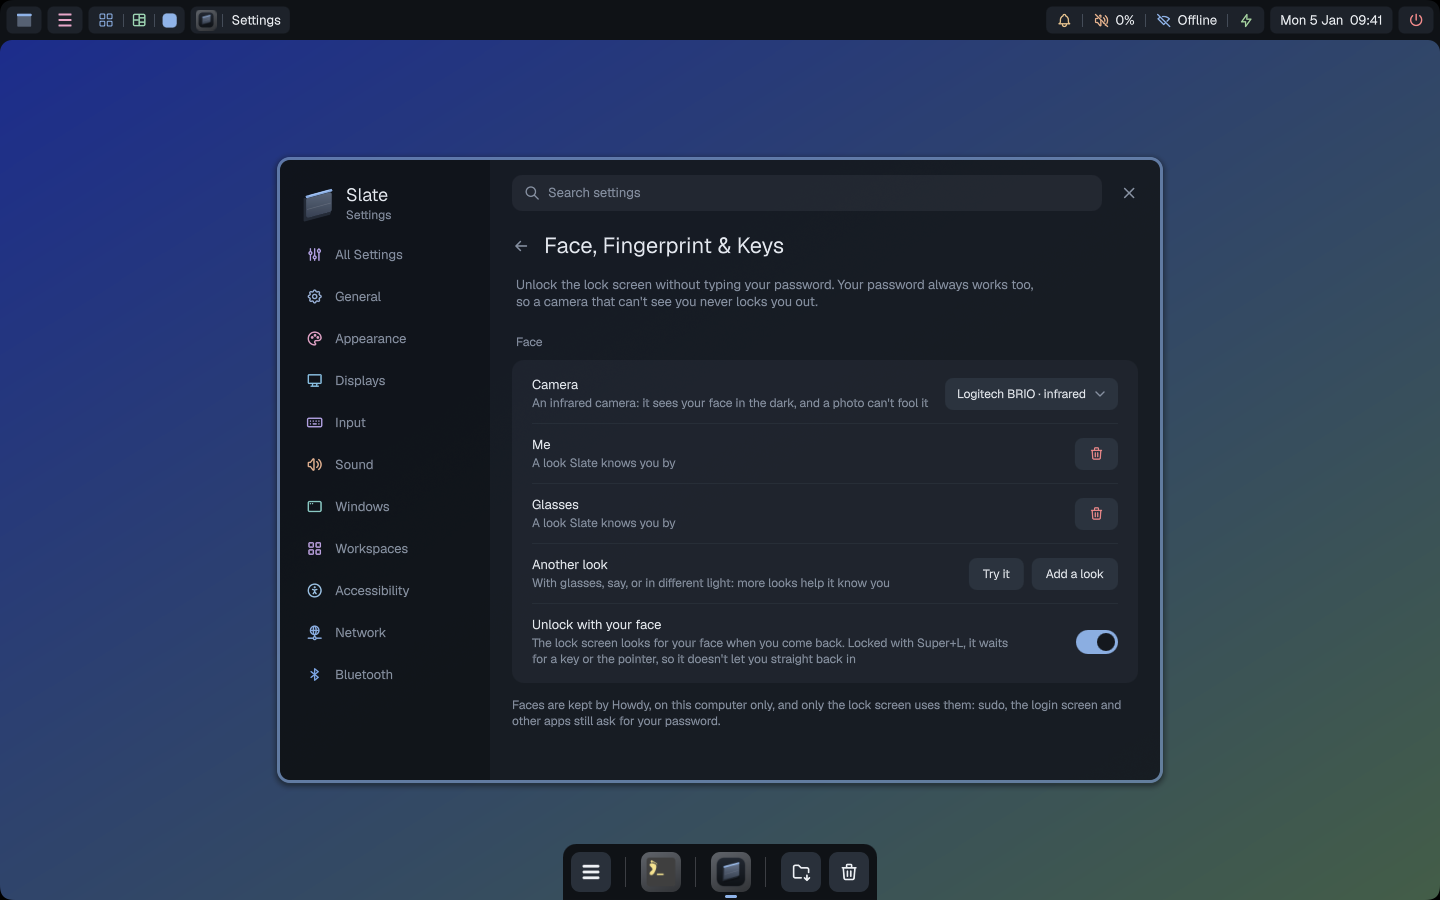 Settings
0%
Offline
Mon 5 Jan 09:41
Slate
Settings
All Settings
General
Appearance
Displays
Input
Sound
Windows
Workspaces
Accessibility
Network
Bluetooth
Search settings
Face, Fingerprint & Keys
Unlock the lock screen without typing your password. Your password always works too,
so a camera that can't see you never locks you out.
Face
Camera
An infrared camera: it sees your face in the dark, and a photo can't fool it
Logitech BRIO · infrared
Me
A look Slate knows you by
Glasses
A look Slate knows you by
Another look
With glasses, say, or in different light: more looks help it know you
Try it
Add a look
Unlock with your face
The lock screen looks for your face when you come back. Locked with Super+L, it waits
for a key or the pointer, so it doesn't let you straight back in
Faces are kept by Howdy, on this computer only, and only the lock screen uses them: sudo, the login screen and
other apps still ask for your password.